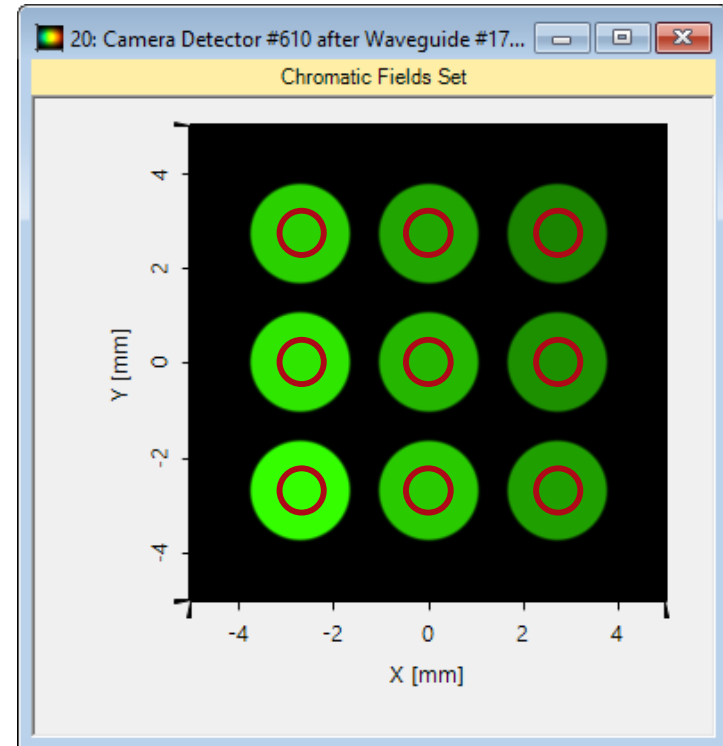 20: Camera Detector #610 after Waveguide #17...
Chromatic Fields Set
4
2
0
-2
-4
Y [mm]
-4 -2 0 2 4
X [mm]